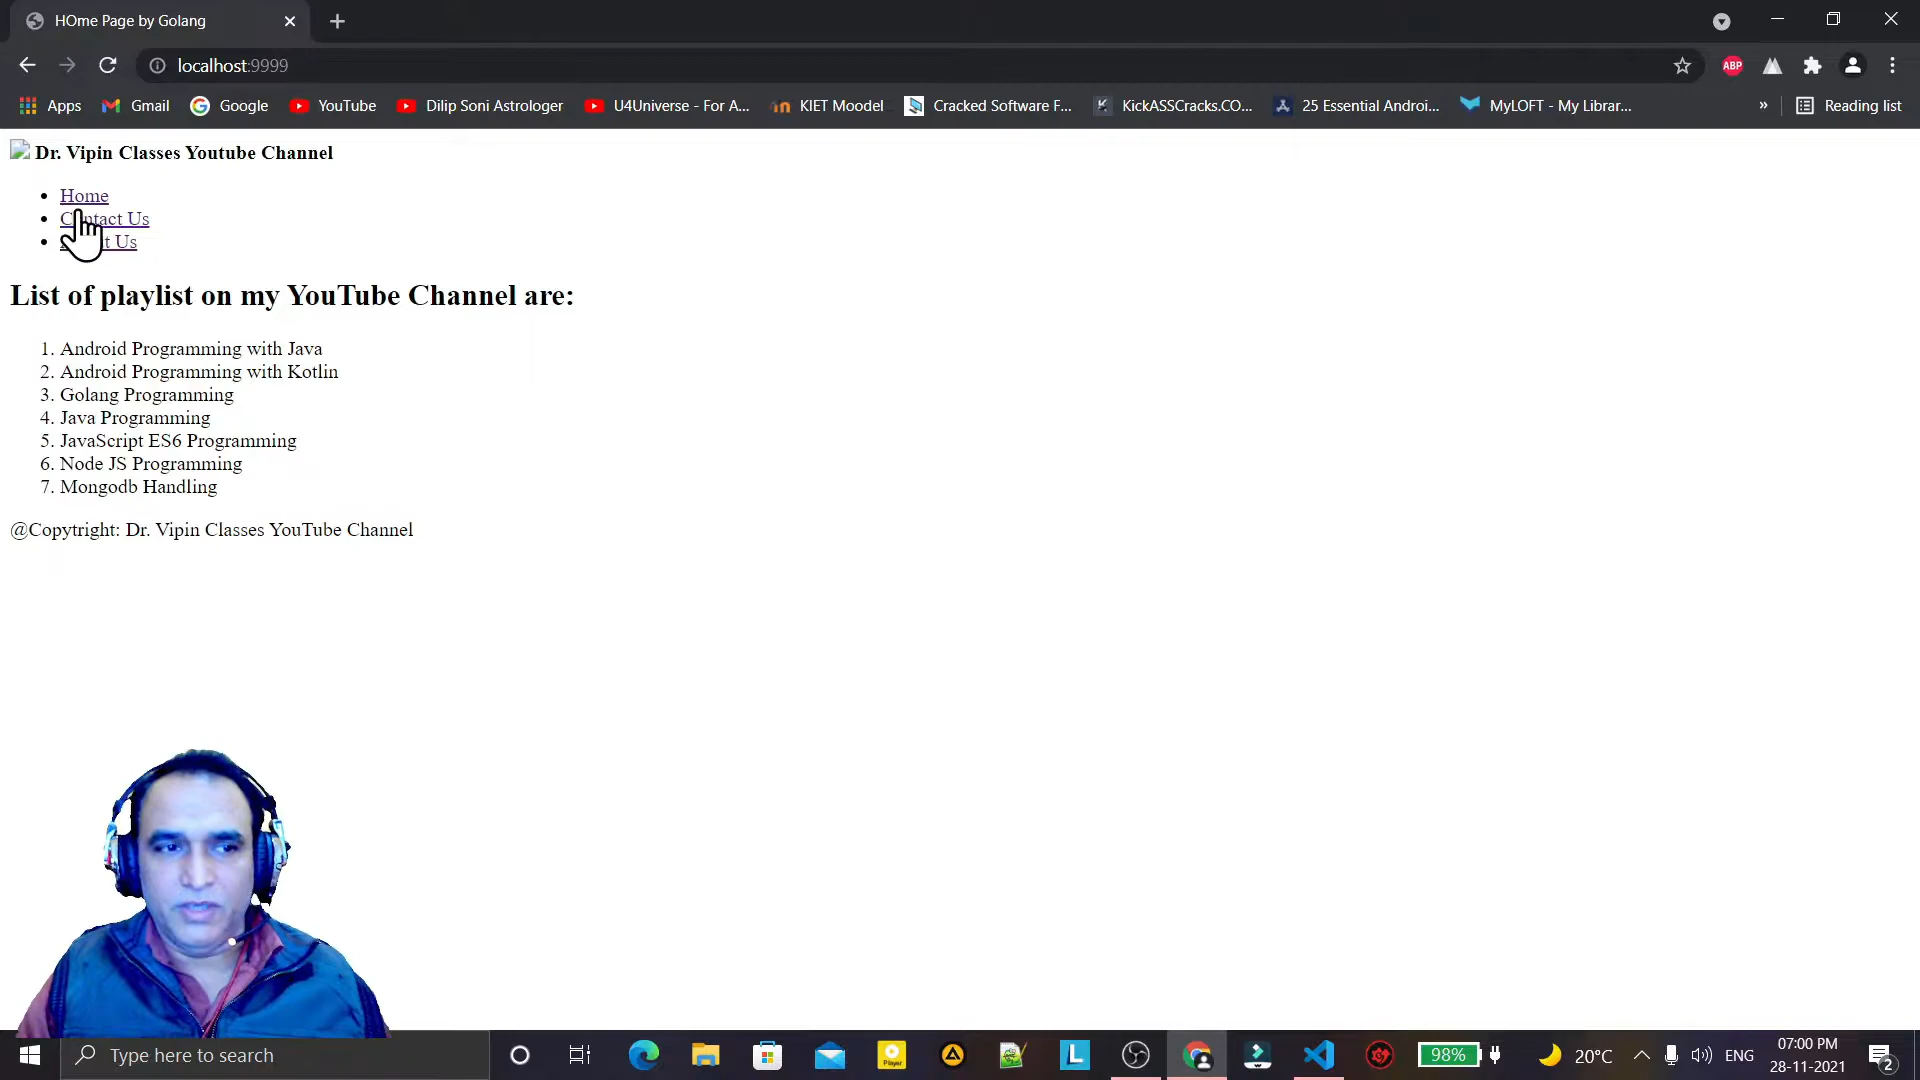 HOme Page by Golang
localhost:9999
ABP
Apps Gmail Google YouTube Dilip Soni Astrologer U4Universe - For A... KIET Moodel Cracked Software F... KickASSCracks.CO... 25 Essential Androi... MyLOFT - My Librar... » Reading list
Dr. Vipin Classes Youtube Channel
Home
Contact Us
Us
List of playlist on my YouTube Channel are:
1. Android Programming with Java
2. Android Programming with Kotlin
3. Golang Programming
4. Java Programming
5. JavaScript ES6 Programming
6. Node JS Programming
7. Mongodb Handling
@Copytright: Dr. Vipin Classes YouTube Channel
Type here to search
Player
L
98%
20°C
ENG
07:00 PM
28-11-2021
2